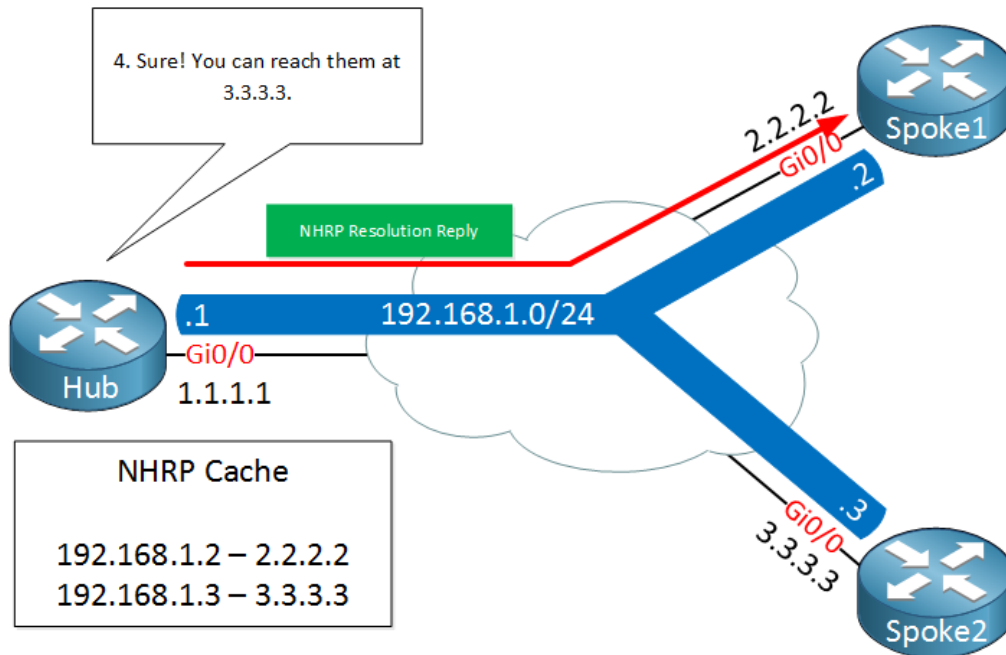 4. Sure! You can reach them at
3.3.3.3.
2.2.2.2
Spoke1
Gi0/0
.2
NHRP Resolution Reply
.1
192.168.1.0/24
Gi0/0
Hub
1.1.1.1
NHRP Cache
192.168.1.2 – 2.2.2.2
192.168.1.3 – 3.3.3.3
.3
Gi0/0
3.3.3.3
Spoke2